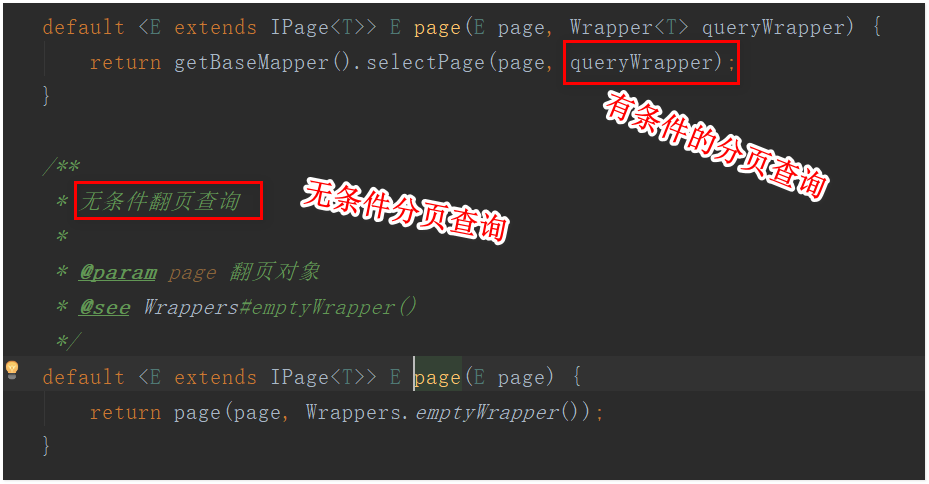 default <E extends IPage<T>> E page(E page, Wrapper<T> queryWrapper) {
return getBaseMapper().selectPage(page, queryWrapper);
}
有条件的分页查询
/**
* 无条件翻页查询
无条件分页查询
*
* @param page 翻页对象
* @see Wrappers#emptyWrapper()
*/
default <E extends IPage<T>> E page(E page) {
return page(page, Wrappers.emptyWrapper());
}